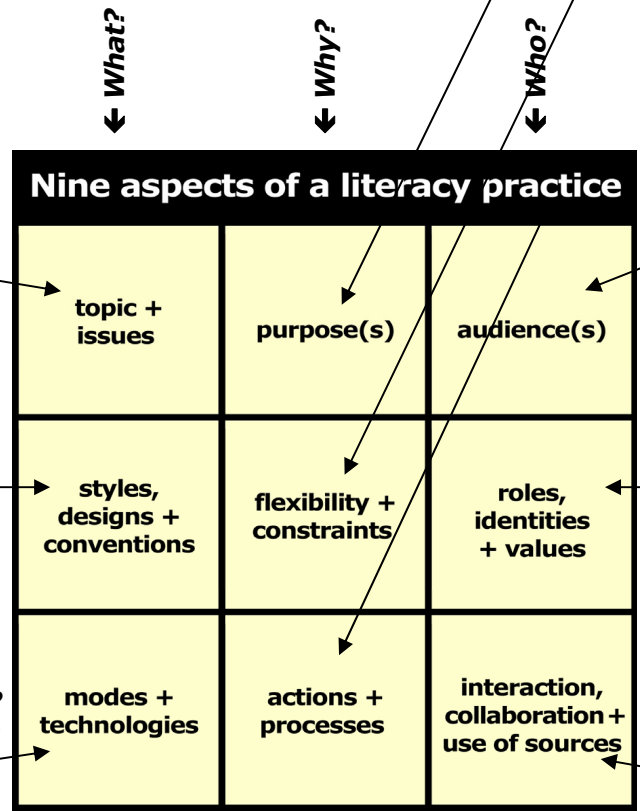 ← What?
← Why?
← Who?
Nine aspects of a literacy practice
topic +
issues
purpose(s)
audience(s)
styles,
designs +
conventions
flexibility +
constraints
roles,
identities
+ values
?
modes +
technologies
actions +
processes
interaction,
collaboration +
use of sources